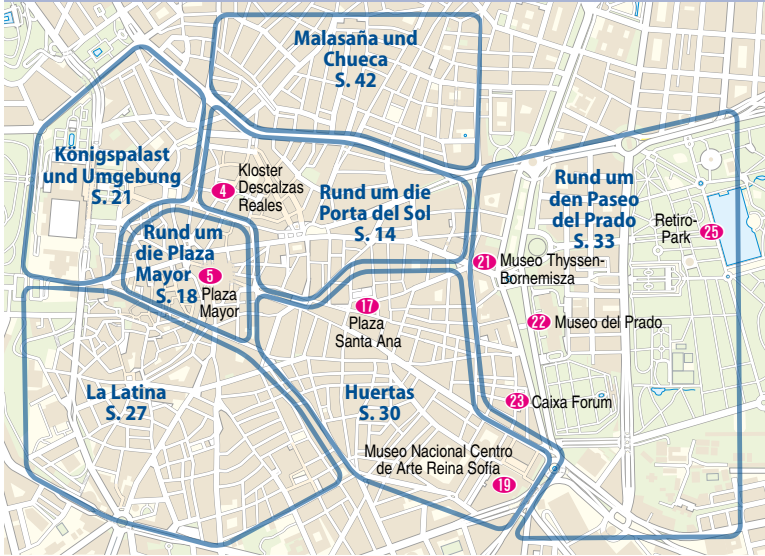 Malasaña und
Chueca
S. 42
Königspalast
und Umgebung
S. 21
4
Kloster
Descalzas
Reales
Rund um die
Porta del Sol
S. 14
Rund um
den Paseo
del Prado
S. 33
Retiro-
Park
25
Rund um
die Plaza
Mayor
S. 18
5
Plaza
Mayor
21
Museo Thyssen-
Bornemisza
17
Plaza
Santa Ana
22
Museo del Prado
La Latina
S. 27
Huertas
S. 30
23
Caixa Forum
Museo Nacional Centro
de Arte Reina Sofía
19